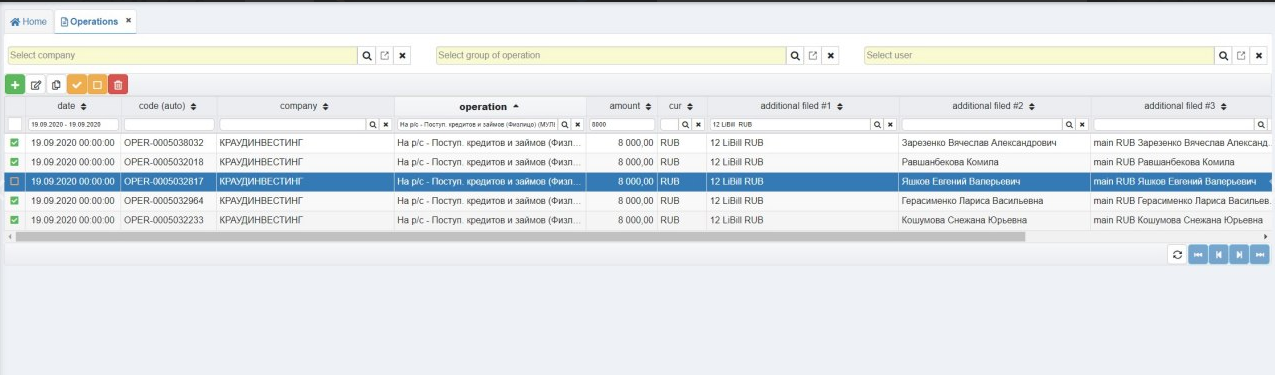 Home Operations ×
Select company Select group of operation Select user
date code (auto) company operation amount cur additional filed #1 additional filed #2 additional filed #3
19.09.2020 - 19.09.2020 На р/с - Поступ. кредитов и займов (Физлицо) (МУЛ) 8000 12 LiBill RUB
19.09.2020 00:00:00 OPER-0005038032 КРАУДИНВЕСТИНГ На р/с - Поступ. кредитов и займов (Физл... 8 000,00 RUB 12 LiBill RUB Зарезенко Вячеслав Александрович main RUB Зарезенко Вячеслав Александ...
19.09.2020 00:00:00 OPER-0005032018 КРАУДИНВЕСТИНГ На р/с - Поступ. кредитов и займов (Физл... 8 000,00 RUB 12 LiBill RUB Равшанбекова Комила main RUB Равшанбекова Комила
19.09.2020 00:00:00 OPER-0005032817 КРАУДИНВЕСТИНГ На р/с - Поступ. кредитов и займов (Физл... 8 000,00 RUB 12 LiBill RUB Яшков Евгений Валерьевич main RUB Яшков Евгений Валерьевич
19.09.2020 00:00:00 OPER-0005032964 КРАУДИНВЕСТИНГ На р/с - Поступ. кредитов и займов (Физл... 8 000,00 RUB 12 LiBill RUB Герасименко Лариса Васильевна main RUB Герасименко Лариса Васильев...
19.09.2020 00:00:00 OPER-0005032233 КРАУДИНВЕСТИНГ На р/с - Поступ. кредитов и займов (Физл... 8 000,00 RUB 12 LiBill RUB Кошумова Снежана Юрьевна main RUB Кошумова Снежана Юрьевна